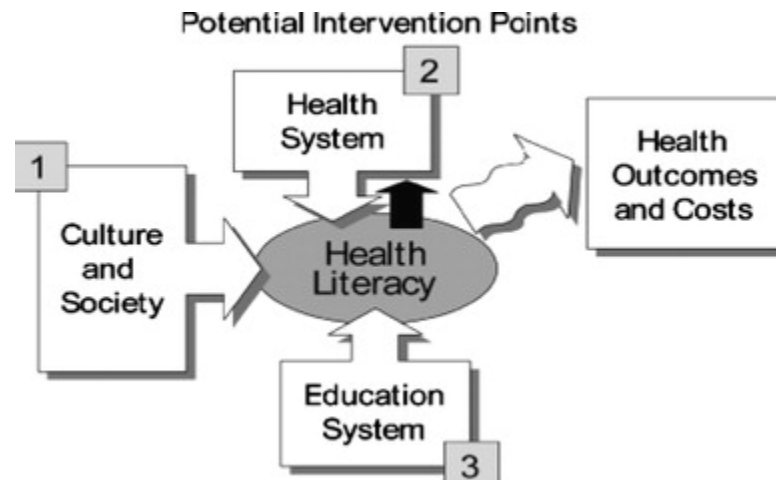 Potential Intervention Points
2
Health
System
1
Culture
and
Society
Health
Literacy
Health
Outcomes
and Costs
Education
System
3